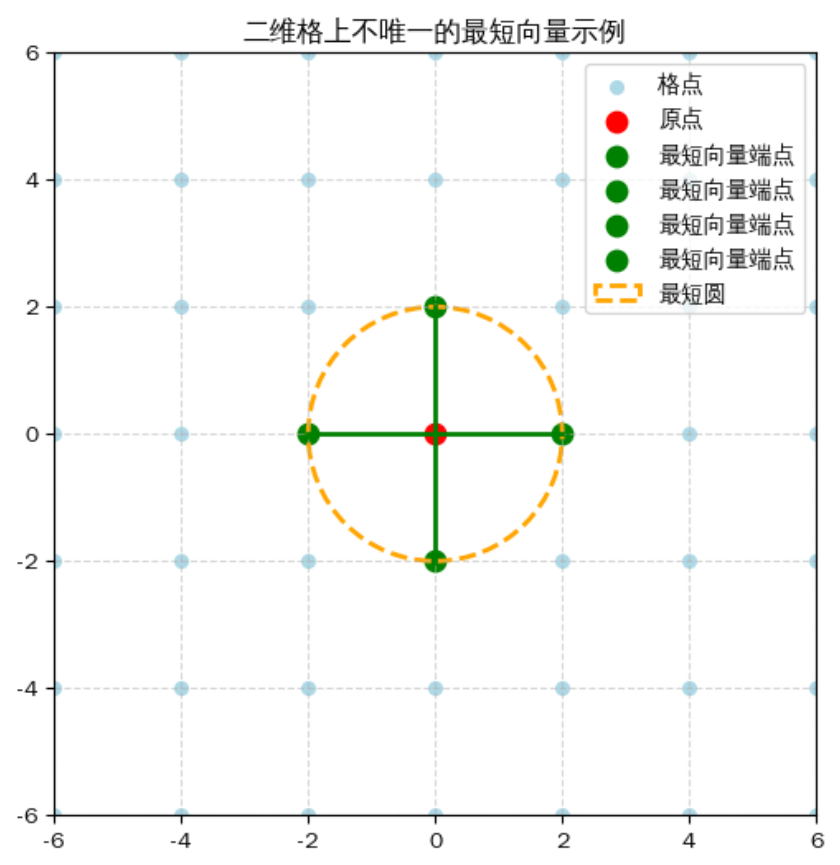 二维格上不唯一的最短向量示例
格点
原点
最短向量端点
最短向量端点
最短向量端点
最短向量端点
最短圆
6
4
2
0
-2
-4
-6
-6 -4 -2 0 2 4 6